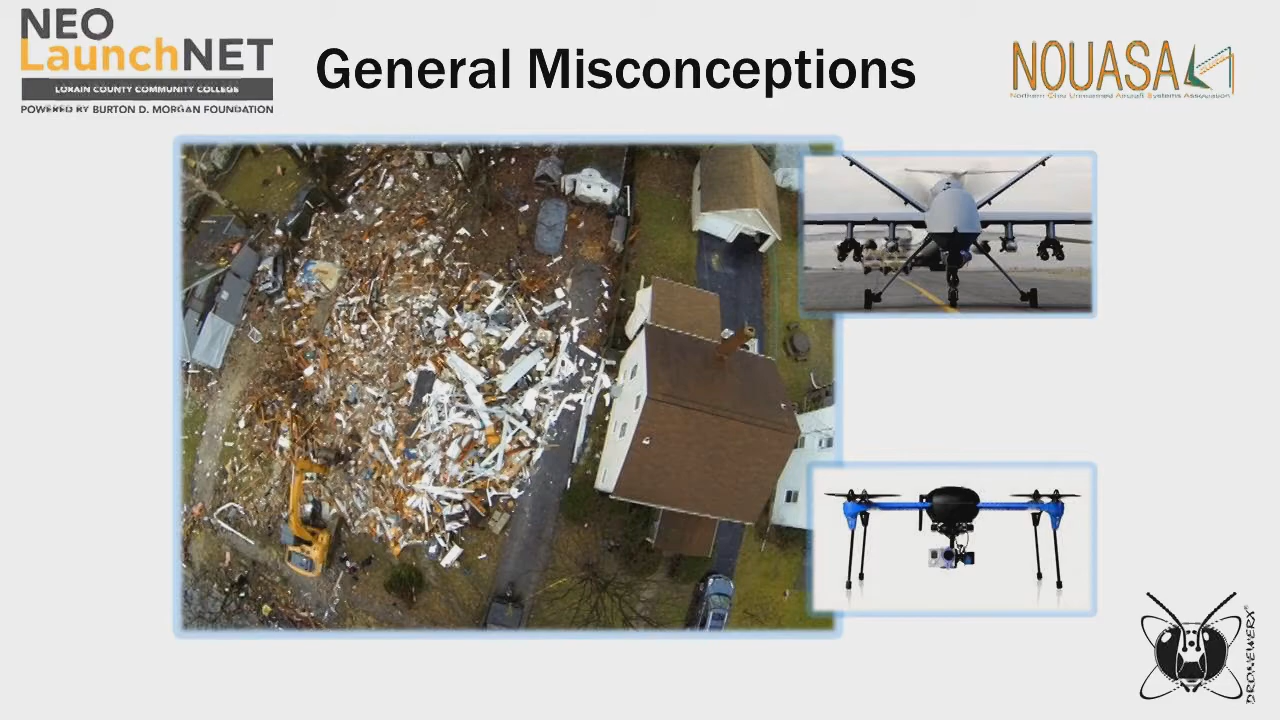 NEO
LaunchNET
LORAIN COUNTY COMMUNITY COLLEGE
POWERED BY BURTON D. MORGAN FOUNDATION
General Misconceptions
NOUASA
Northern Ohio Unmanned Aircraft Systems Association
DRONEWERX